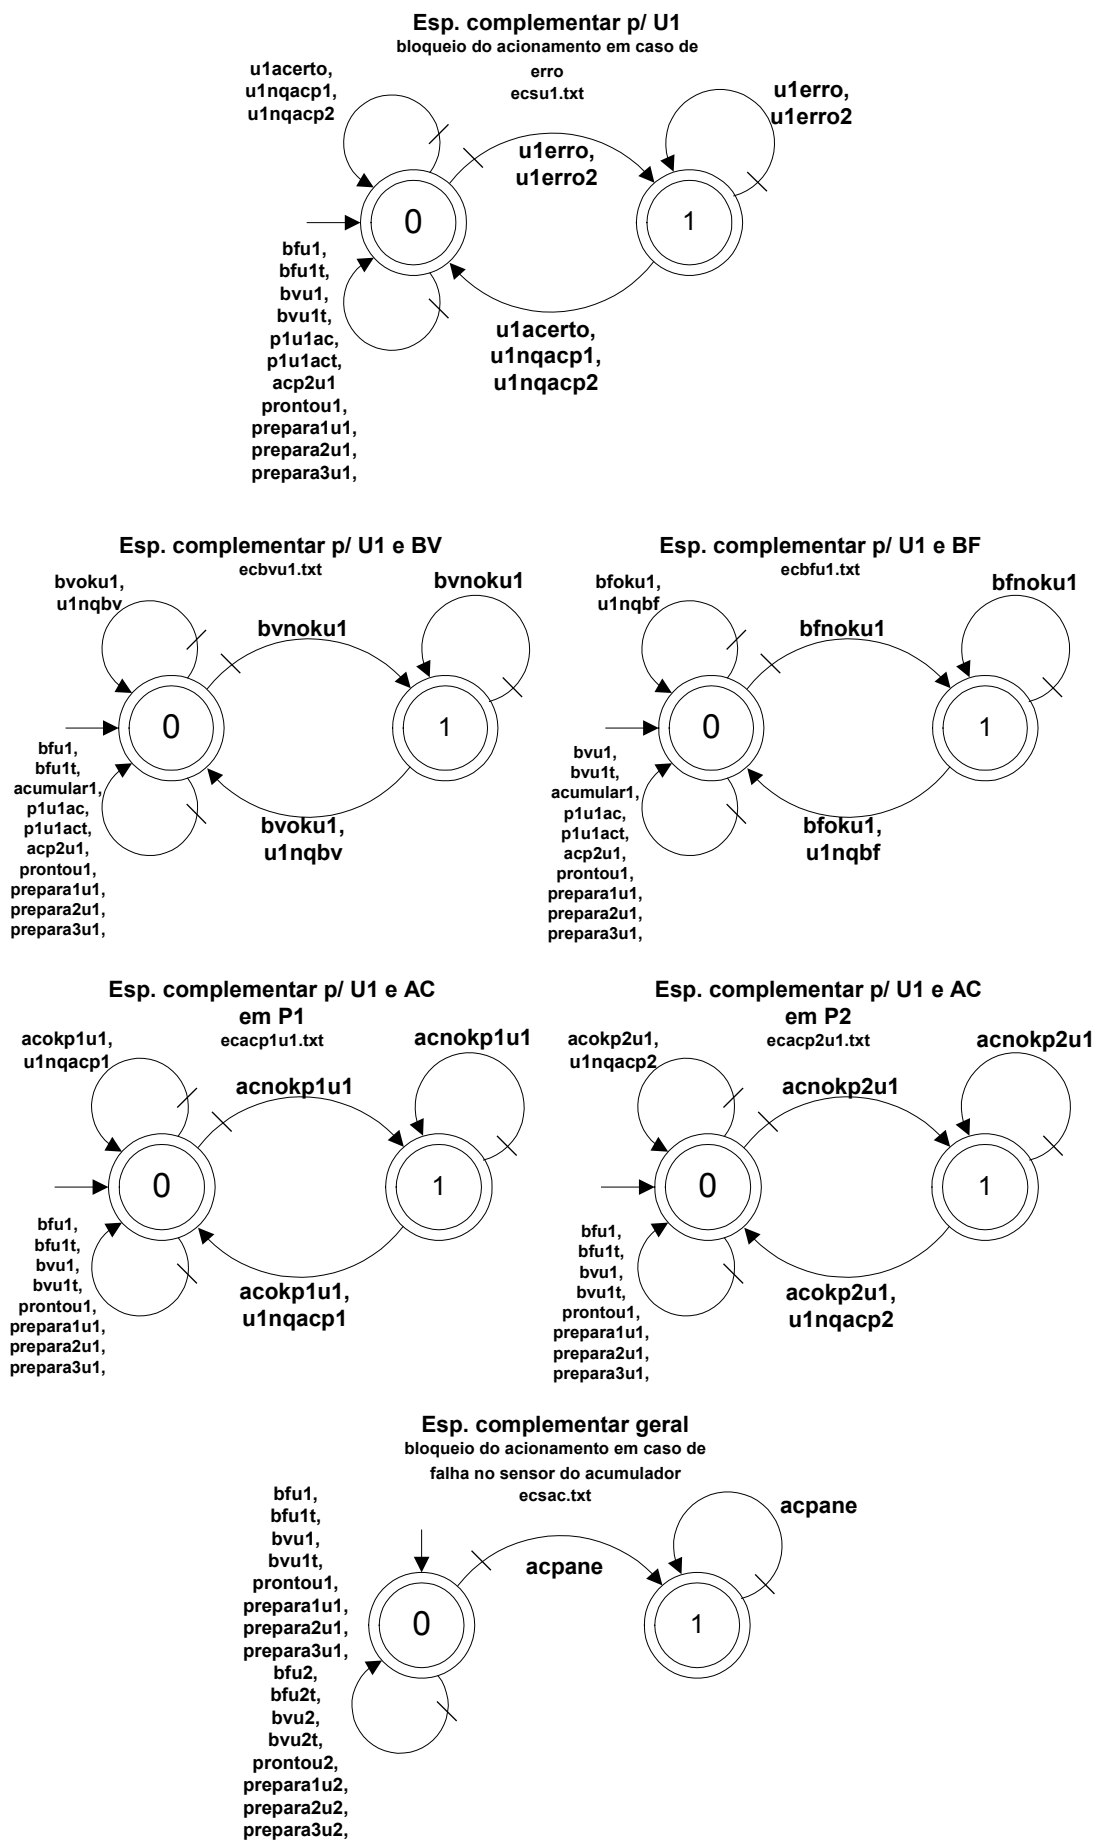 Esp. complementar p/ U1
bloqueio do acionamento em caso de
erro
ecsu1.txt
u1acerto,
u1nqacp1,
u1nqacp2
u1erro,
u1erro2
u1erro,
u1erro2
0
1
bfu1,
bfu1t,
bvu1,
bvu1t,
p1u1ac,
p1u1act,
acp2u1
prontou1,
prepara1u1,
prepara2u1,
prepara3u1,
u1acerto,
u1nqacp1,
u1nqacp2
Esp. complementar p/ U1 e BV
ecbvu1.txt
bvoku1,
u1nqbv
bvnoku1
bvnoku1
0
1
bfu1,
bfu1t,
acumular1,
p1u1ac,
p1u1act,
acp2u1,
prontou1,
prepara1u1,
prepara2u1,
prepara3u1,
bvoku1,
u1nqbv
Esp. complementar p/ U1 e BF
ecbfu1.txt
bfoku1,
u1nqbf
bfnoku1
bfnoku1
0
1
bvu1,
bvu1t,
acumular1,
p1u1ac,
p1u1act,
acp2u1,
prontou1,
prepara1u1,
prepara2u1,
prepara3u1,
bfoku1,
u1nqbf
Esp. complementar p/ U1 e AC
em P1
ecacp1u1.txt
acokp1u1,
u1nqacp1
acnokp1u1
acnokp1u1
0
1
bfu1,
bfu1t,
bvu1,
bvu1t,
prontou1,
prepara1u1,
prepara2u1,
prepara3u1,
acokp1u1,
u1nqacp1
Esp. complementar p/ U1 e AC
em P2
ecacp2u1.txt
acokp2u1,
u1nqacp2
acnokp2u1
acnokp2u1
0
1
bfu1,
bfu1t,
bvu1,
bvu1t,
prontou1,
prepara1u1,
prepara2u1,
prepara3u1,
acokp2u1,
u1nqacp2
Esp. complementar geral
bloqueio do acionamento em caso de
falha no sensor do acumulador
ecsac.txt
bfu1,
bfu1t,
bvu1,
bvu1t,
prontou1,
prepara1u1,
prepara2u1,
prepara3u1,
bfu2,
bfu2t,
bvu2,
bvu2t,
prontou2,
prepara1u2,
prepara2u2,
prepara3u2,
acpane
acpane
0
1